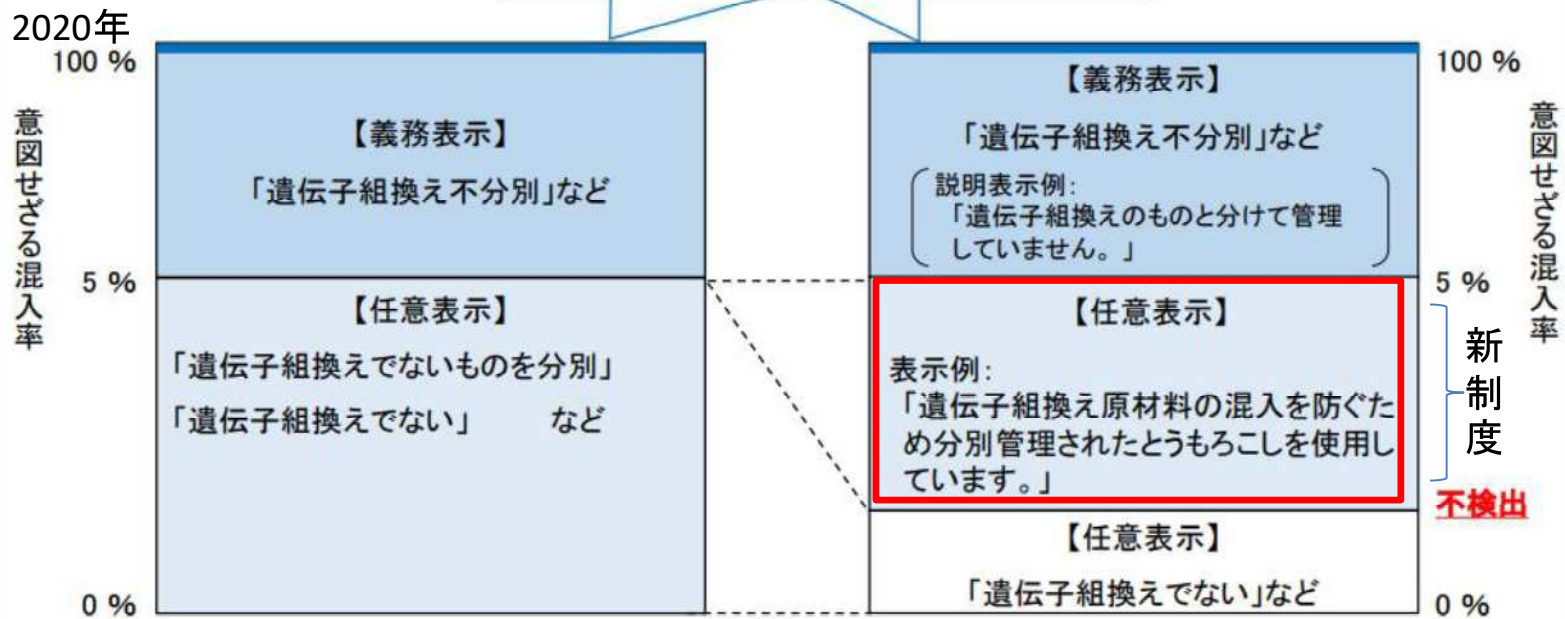 2020年
100 %
意図せざる混入率
5 %
0 %
【義務表示】
「遺伝子組換え不分別」など
【任意表示】
「遺伝子組換えでないものを分別」
「遺伝子組換えでない」 など
【義務表示】
「遺伝子組換え不分別」など
説明表示例：
「遺伝子組換えのものと分けて管理
していません。」
【任意表示】
表示例：
「遺伝子組換え原材料の混入を防ぐた
め分別管理されたとうもろこしを使用し
ています。」
【任意表示】
「遺伝子組換えでない」など
100 %
意図せざる混入率
5 %
新制度
不検出
0 %